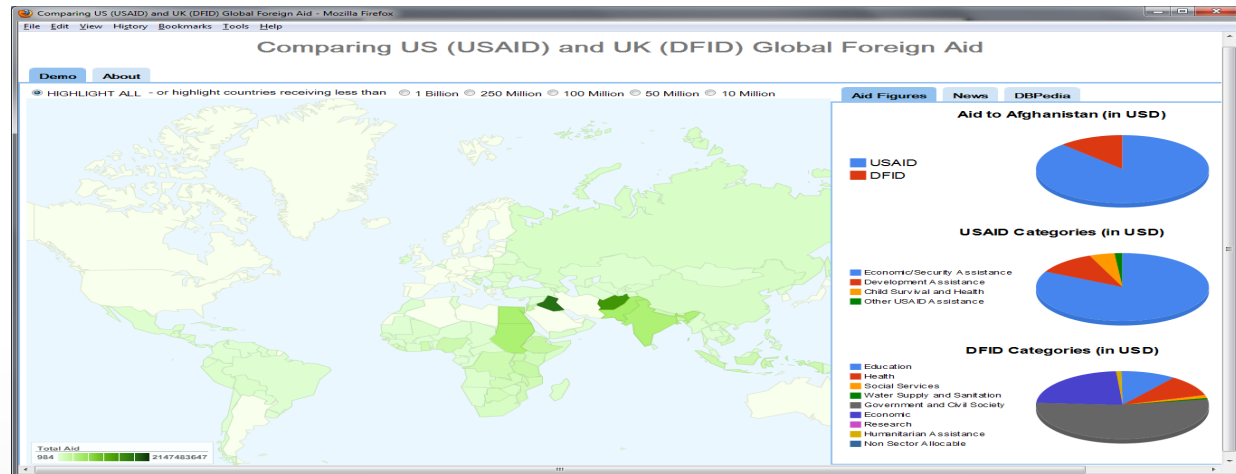 Comparing US (USAID) and UK (DFID) Global Foreign Aid - Mozilla Firefox
File Edit View History Bookmarks Tools Help
Comparing US (USAID) and UK (DFID) Global Foreign Aid
Demo About
HIGHLIGHT ALL - or highlight countries receiving less than 1 Billion 250 Million 100 Million 50 Million 10 Million
Aid Figures News DBPedia
Aid to Afghanistan (in USD)
USAID
DFID
USAID Categories (in USD)
Economic/Security Assistance
Development Assistance
Child Survival and Health
Other USAID Assistance
DFID Categories (in USD)
Education
Health
Social Services
Water Supply and Sanitation
Government and Civil Society
Economic
Research
Humanitarian Assistance
Non Sector Allocable
Total Aid
984 2147483647